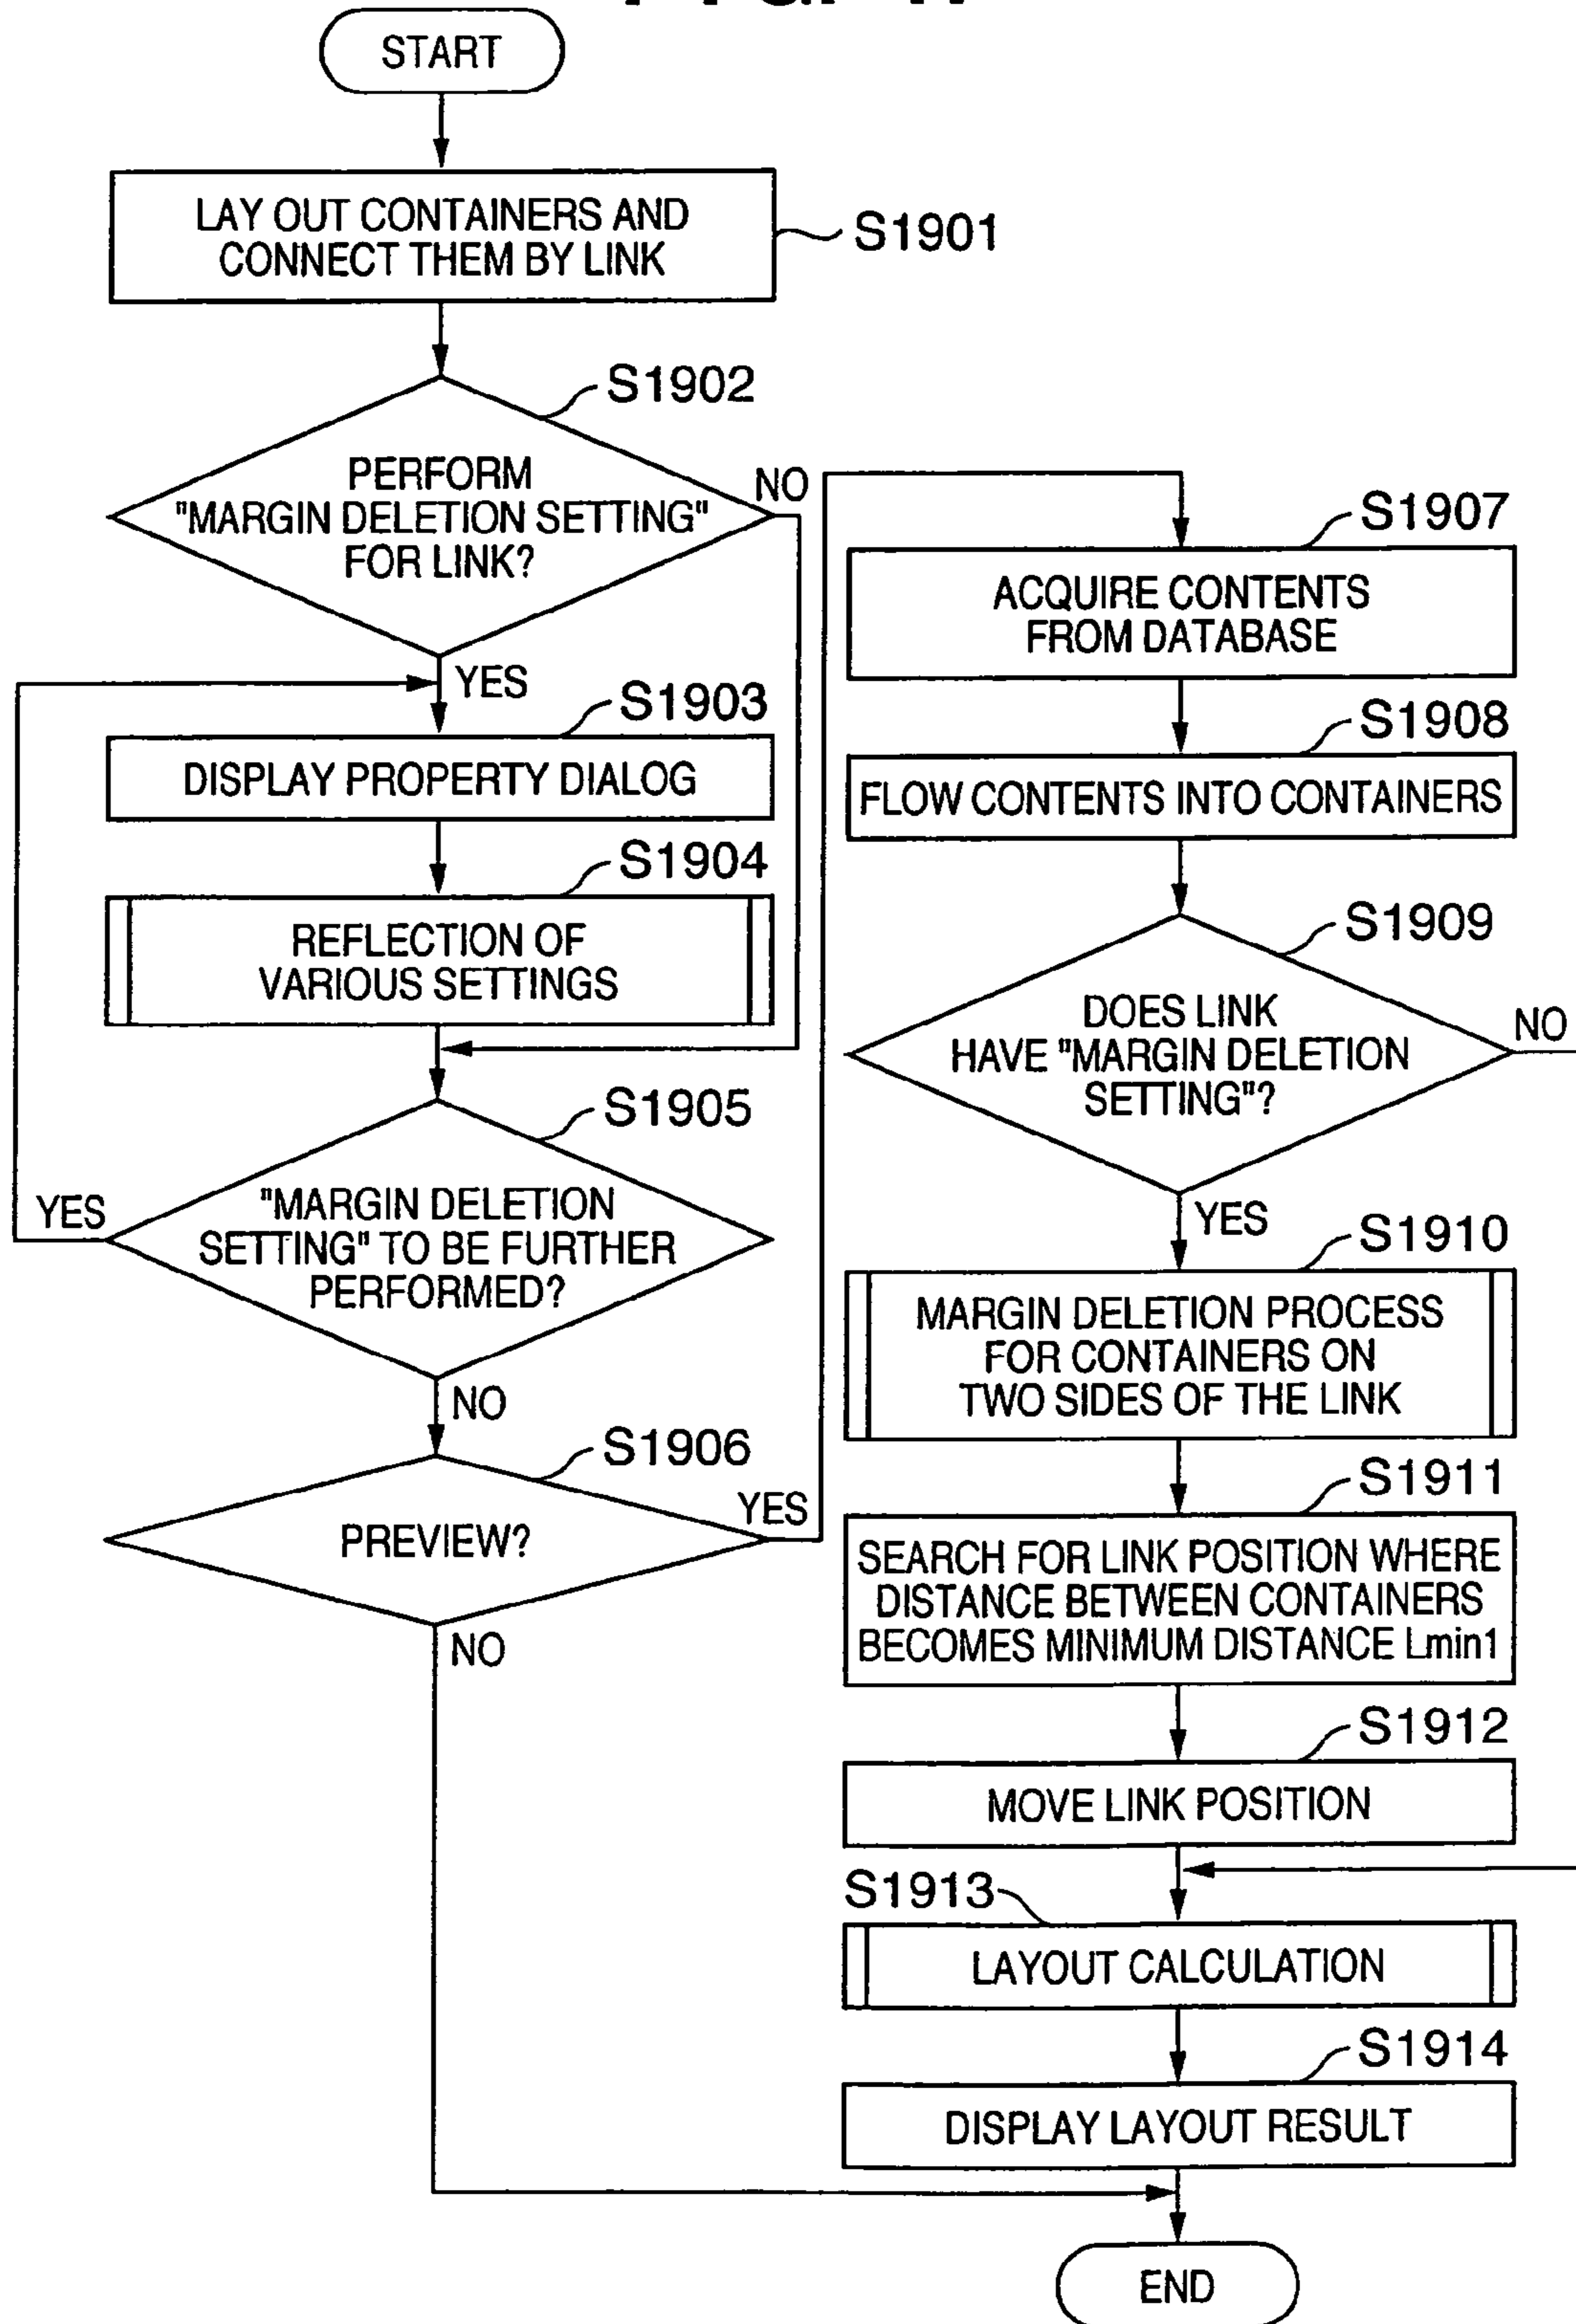 START
LAY OUT CONTAINERS AND
CONNECT THEM BY LINK
S1901
S1902
PERFORM
"MARGIN DELETION SETTING"
FOR LINK?
NO
YES
S1903
DISPLAY PROPERTY DIALOG
S1904
REFLECTION OF
VARIOUS SETTINGS
S1905
"MARGIN DELETION
SETTING" TO BE FURTHER
PERFORMED?
YES
NO
S1906
PREVIEW?
YES
NO
S1907
ACQUIRE CONTENTS
FROM DATABASE
S1908
FLOW CONTENTS INTO CONTAINERS
S1909
DOES LINK
HAVE "MARGIN DELETION
SETTING"?
NO
YES
S1910
MARGIN DELETION PROCESS
FOR CONTAINERS ON
TWO SIDES OF THE LINK
S1911
SEARCH FOR LINK POSITION WHERE
DISTANCE BETWEEN CONTAINERS
BECOMES MINIMUM DISTANCE Lmin1
S1912
MOVE LINK POSITION
S1913
LAYOUT CALCULATION
S1914
DISPLAY LAYOUT RESULT
END